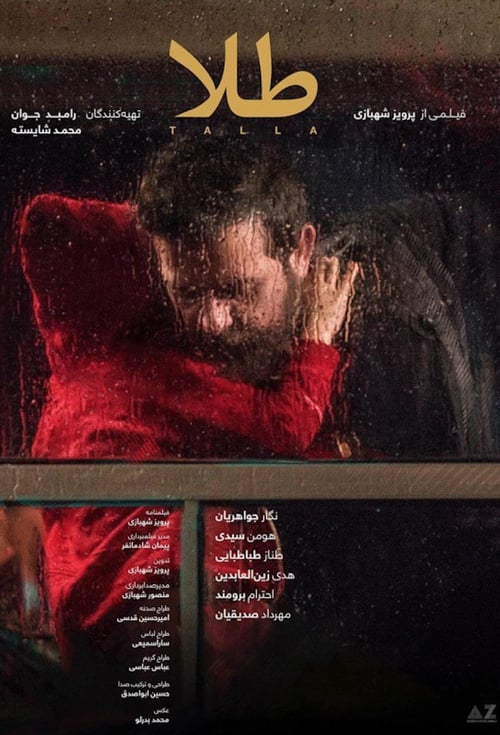 طلا
TALLA
فیلمی از پرویز شهبازی
تهیه‌کنندگان رامبد جوان
محمد شایسته
نگار جواهریان
هومن سیدی
طناز طباطبایی
هدی زین‌العابدین
احترام برومند
مهرداد صدیقیان
فیلمنامه
پرویز شهبازی
مدیر فیلمبرداری
پیمان شادمانفر
تدوین
پرویز شهبازی
مدیر صدابرداری
منصور شهبازی
طراح صحنه
امیرحسین قدسی
طراح لباس
سارا سمیعی
طراح گریم
عباس عباسی
طراحی و ترکیب صدا
حسین ابوالصدق
عکس
محمد بدرلو
AZ